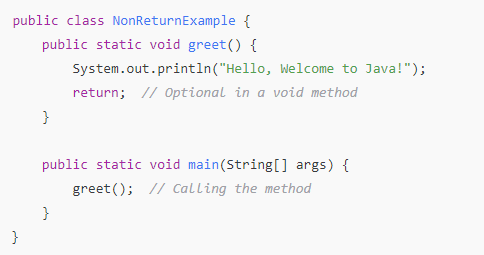 public class NonReturnExample {
    public static void greet() {
        System.out.println("Hello, Welcome to Java!");
        return;  // Optional in a void method
    }

    public static void main(String[] args) {
        greet();  // Calling the method
    }
}